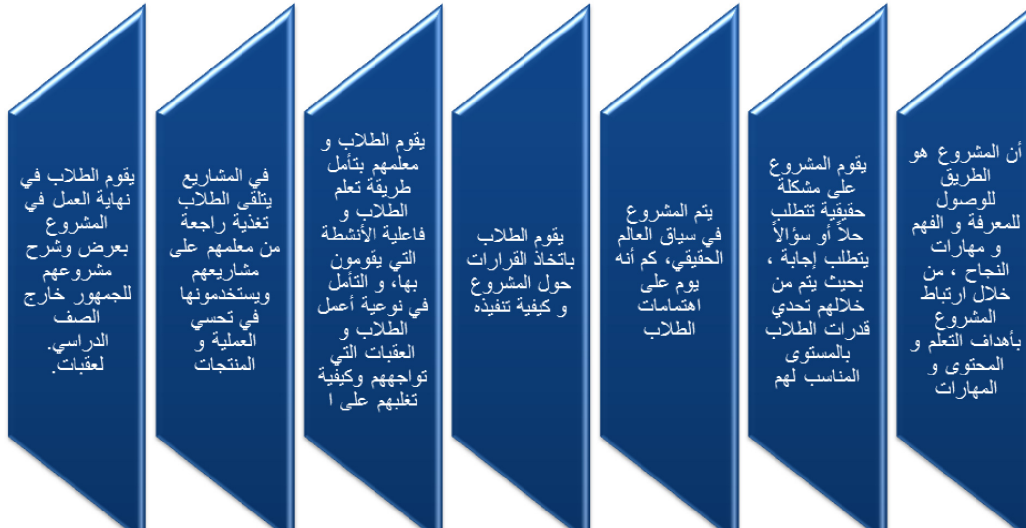 أن المشروع هو
الطريق
للوصول
للمعرفة و الفهم
و مهارات
النجاح ، من
خلال ارتباط
المشروع
بأهداف التعلم و
المحتوى و
المهارات
يقوم المشروع
على مشكلة
حقيقية تتطلب
حلاً أو سؤالاً
يتطلب إجابة ،
بحيث يتم من
خلالهم تحدي
قدرات الطلاب
بالمستوى
المناسب لهم
يتم المشروع
في سياق العالم
الحقيقي، كم أنه
يوم على
اهتمامات
الطلاب
يقوم الطلاب
باتخاذ القرارات
حول المشروع
و كيفية تنفيذه
يقوم الطلاب و
معلمهم بتأمل
طريقة تعلم
الطلاب و
فاعلية الأنشطة
التي يقومون
بها، و التأمل
في نوعية أعمل
الطلاب و
العقبات التي
تواجههم وكيفية
تغلبهم على ا
في المشاريع
يتلقى الطلاب
تغذية راجعة
من معلمهم على
مشاريعهم
ويستخدمونها
في تحسي
العملية و
المنتجات
يقوم الطلاب في
نهاية العمل في
المشروع
بعرض وشرح
مشروعهم
للجمهور خارج
الصف
الدراسي.
لعقبات.